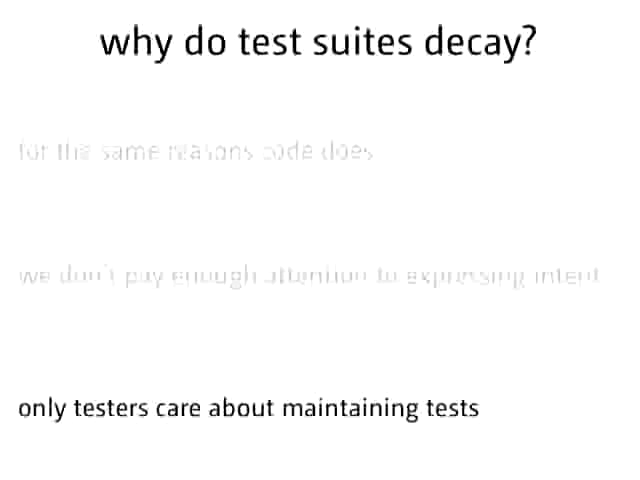 why do test suites decay?
for the same reasons code does
we don't pay enough attention to expressing intent
only testers care about maintaining tests